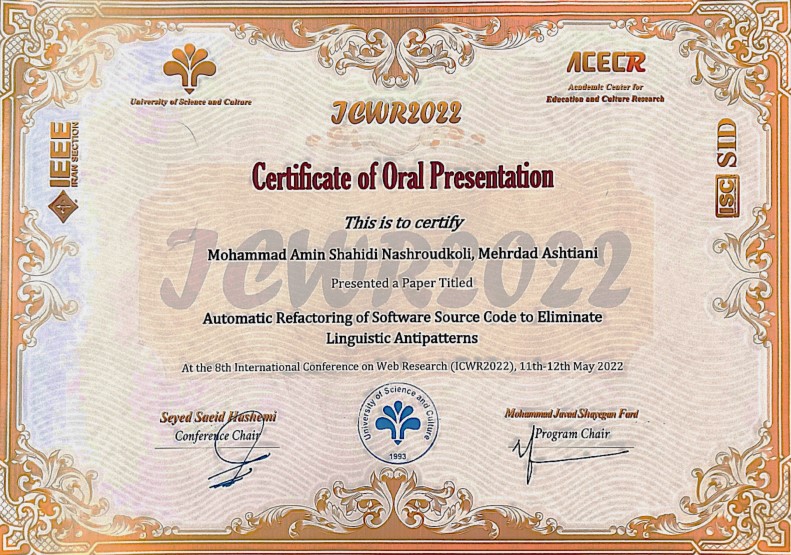 University of Science and Culture
ACECR
Academic Center for
Education and Culture Research
ICWR2022
IEEE
IRAN SECTION
ISC SID
Certificate of Oral Presentation
This is to certify
ICWR2022
Mohammad Amin Shahidi Nashroudkoli, Mehrdad Ashtiani
Presented a Paper Titled
Automatic Refactoring of Software Source Code to Eliminate
Linguistic Antipatterns
At the 8th International Conference on Web Research (ICWR2022), 11th-12th May 2022
Seyed Saeid Hashemi
Conference Chair
University of Science and Culture
1993
Mohammad Javad Shayegan Fard
Program Chair